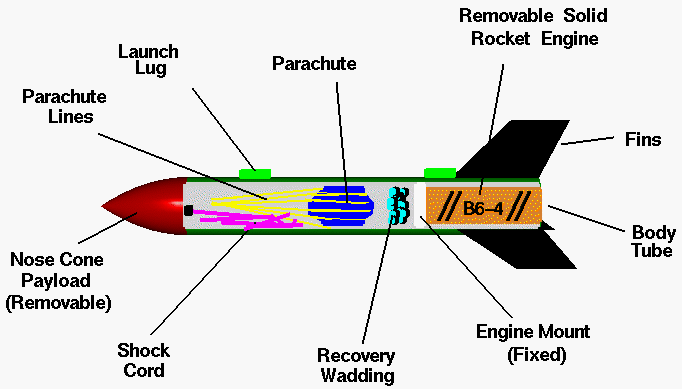 Removable Solid
Rocket Engine
Launch
Lug
Parachute
Parachute
Lines
Fins
// B6-4 //
Body
Tube
Nose Cone
Payload
(Removable)
Engine Mount
(Fixed)
Shock
Cord
Recovery
Wadding